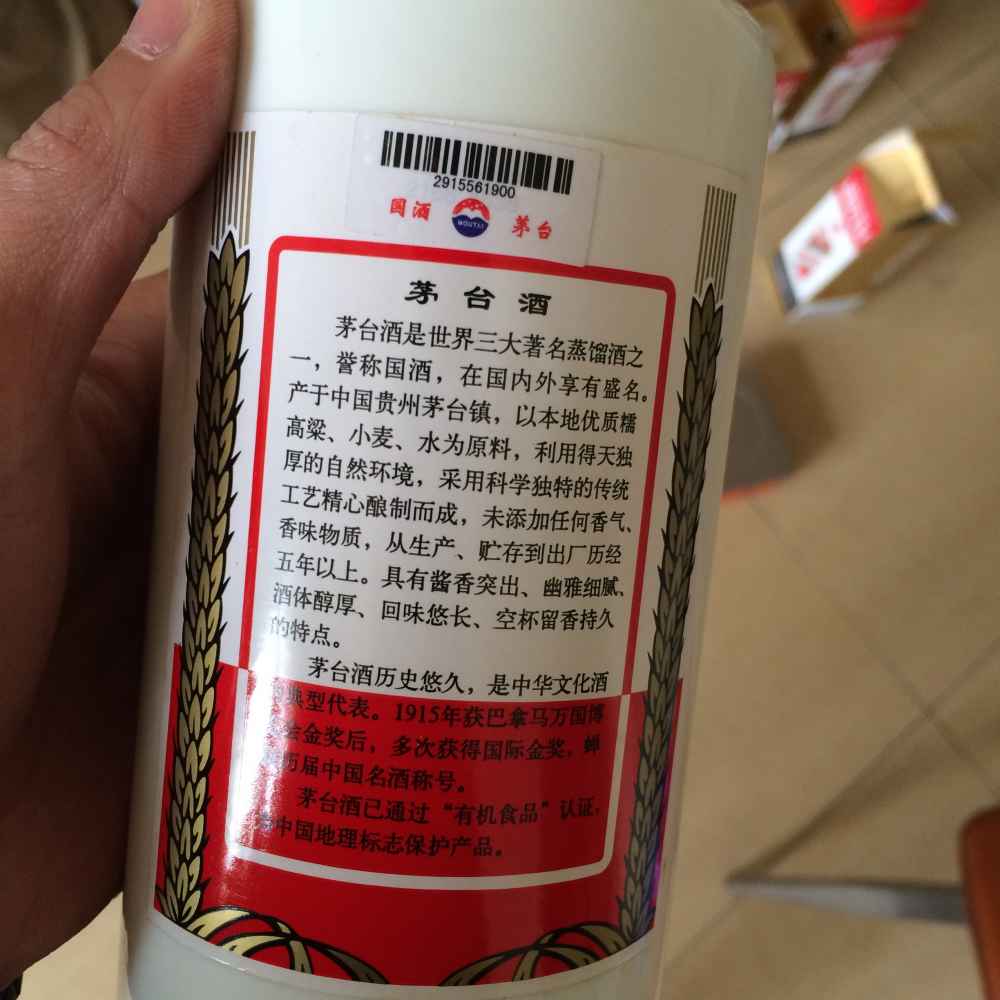 2915561900
国酒 MOUTAI 茅台
茅台酒
茅台酒是世界三大著名蒸馏酒之
一，誉称国酒，在国内外享有盛名。
产于中国贵州茅台镇，以本地优质糯
高粱、小麦、水为原料，利用得天独
厚的自然环境，采用科学独特的传统
工艺精心酿制而成，未添加任何香气、
香味物质，从生产、贮存到出厂历经
五年以上。具有酱香突出、幽雅细腻、
酒体醇厚、回味悠长、空杯留香持久
的特点。
茅台酒历史悠久，是中华文化酒
的典型代表。1915年获巴拿马万国博
览会金奖后，多次获得国际金奖，蝉
联历届中国名酒称号。
茅台酒已通过“有机食品”认证，
中国地理标志保护产品。